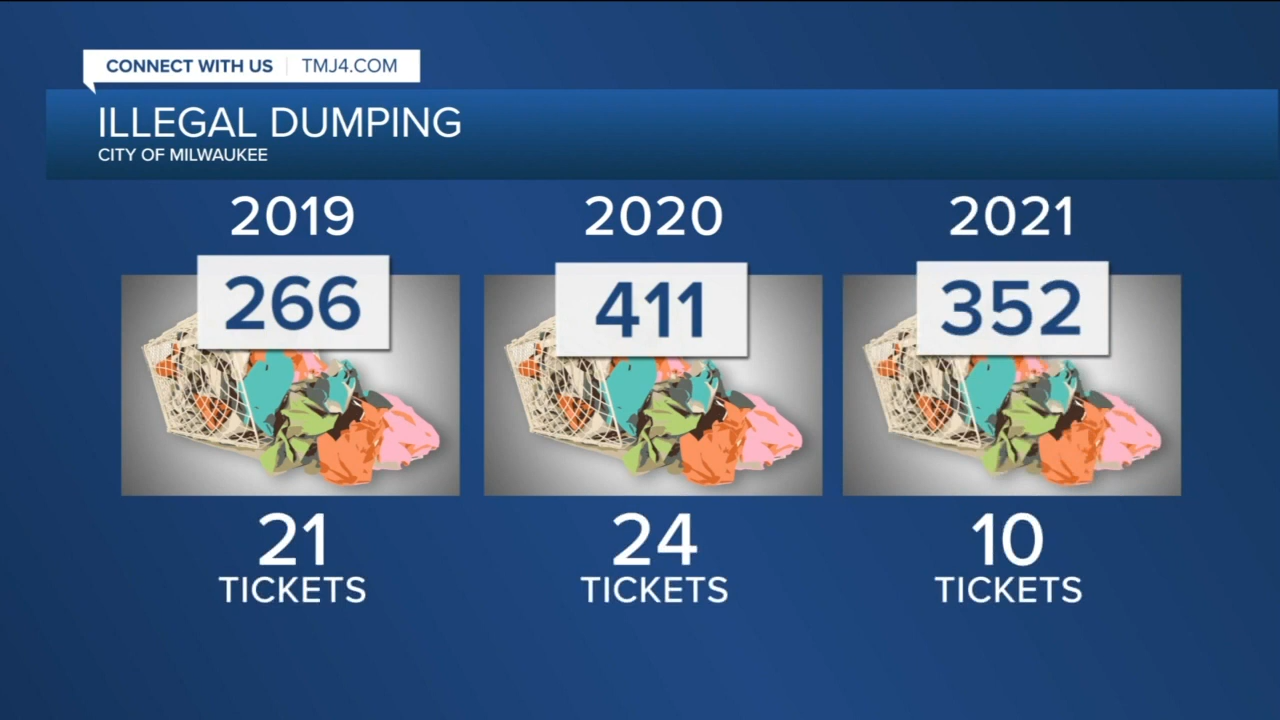 CONNECT WITH US | TMJ4.COM
ILLEGAL DUMPING
CITY OF MILWAUKEE
2019 2020 2021
266 411 352
21 24 10
TICKETS TICKETS TICKETS